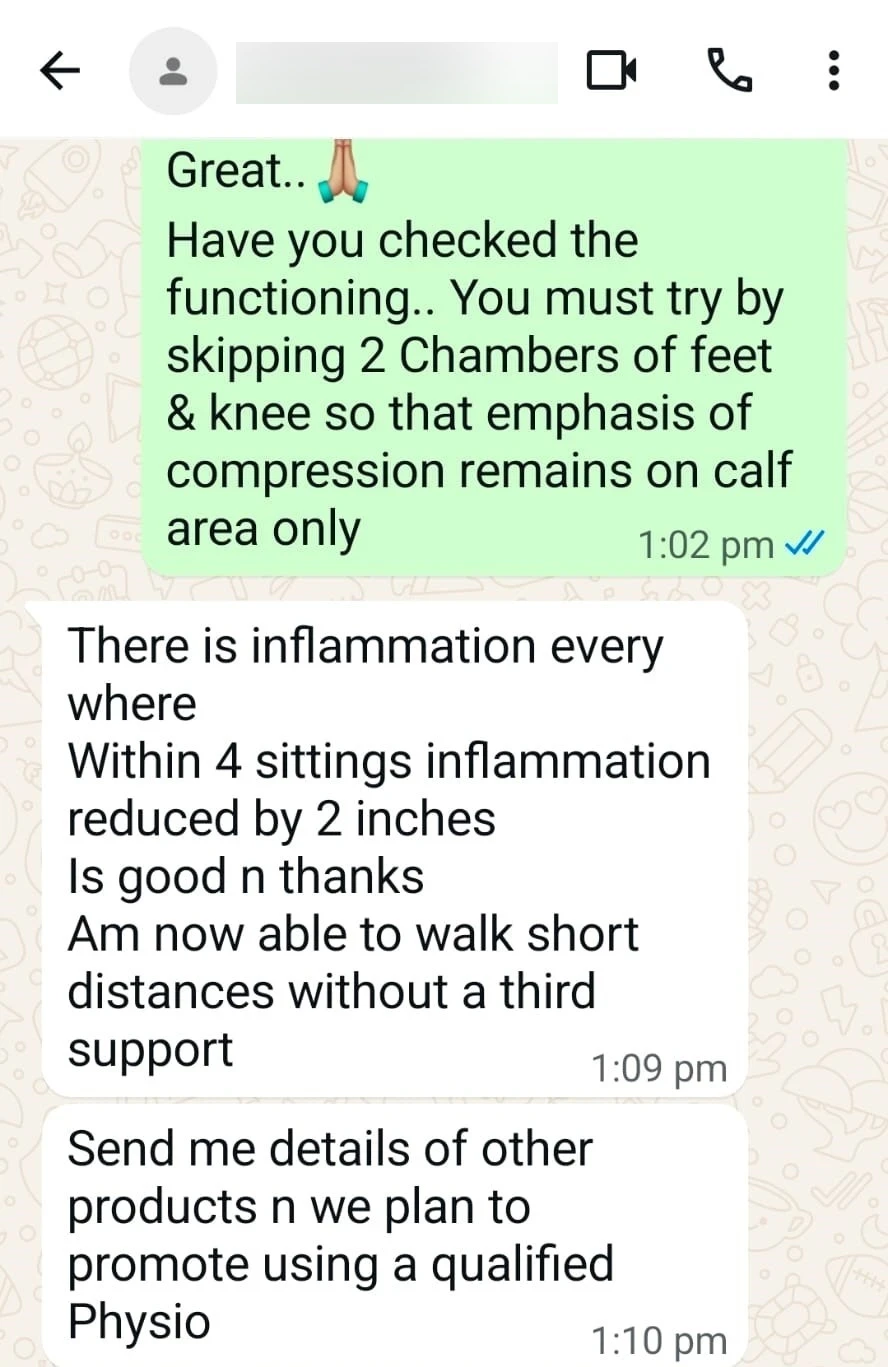 Great.. 🙏
Have you checked the
functioning.. You must try by
skipping 2 Chambers of feet
& knee so that emphasis of
compression remains on calf
area only
1:02 pm
There is inflammation every
where
Within 4 sittings inflammation
reduced by 2 inches
Is good n thanks
Am now able to walk short
distances without a third
support
1:09 pm
Send me details of other
products n we plan to
promote using a qualified
Physio
1:10 pm